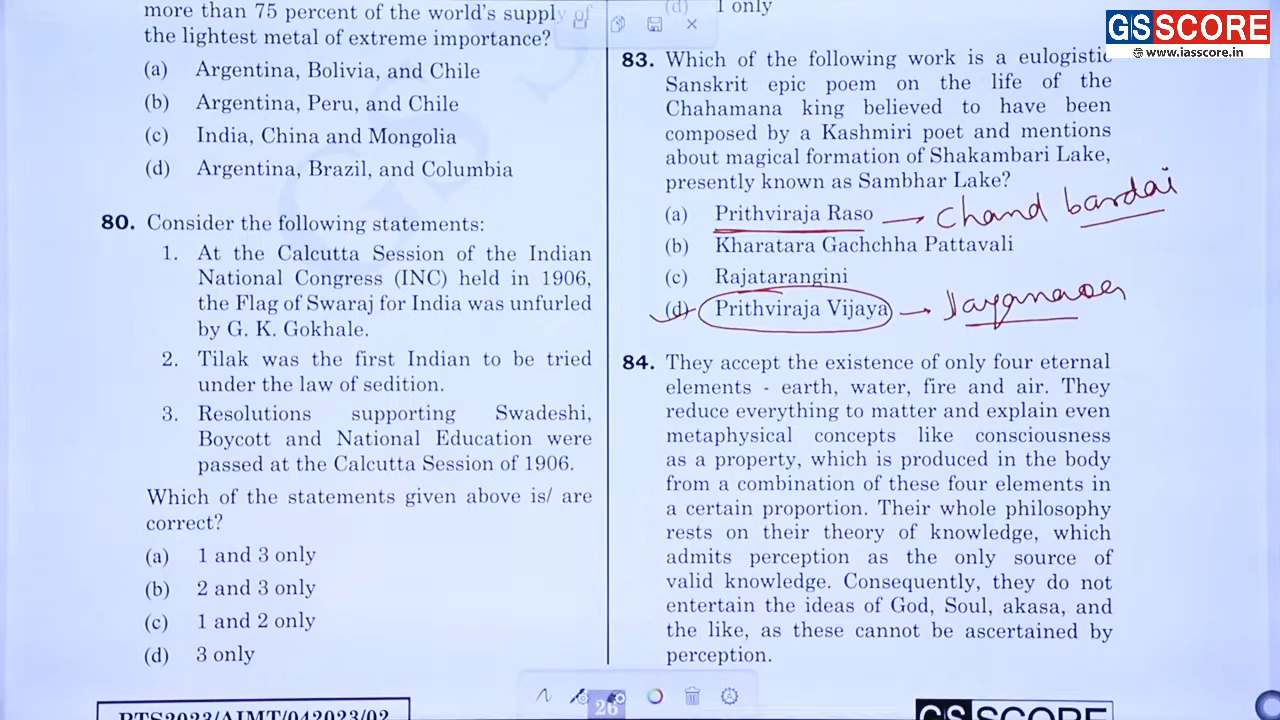 more than 75 percent of the world's supply of
the lightest metal of extreme importance?
(a) Argentina, Bolivia, and Chile
(b) Argentina, Peru, and Chile
(c) India, China and Mongolia
(d) Argentina, Brazil, and Columbia
80. Consider the following statements:
1. At the Calcutta Session of the Indian
National Congress (INC) held in 1906,
the Flag of Swaraj for India was unfurled
by G. K. Gokhale.
2. Tilak was the first Indian to be tried
under the law of sedition.
3. Resolutions supporting Swadeshi,
Boycott and National Education were
passed at the Calcutta Session of 1906.
Which of the statements given above is/ are
correct?
(a) 1 and 3 only
(b) 2 and 3 only
(c) 1 and 2 only
(d) 3 only
(d) 1 only
83. Which of the following work is a eulogistic
Sanskrit epic poem on the life of the
Chahamana king believed to have been
composed by a Kashmiri poet and mentions
about magical formation of Shakambari Lake,
presently known as Sambhar Lake?
(a) Prithviraja Raso → Chand bardai
(b) Kharatara Gachchha Pattavali
(c) Rajatarangini
(d) Prithviraja Vijaya →
84. They accept the existence of only four eternal
elements - earth, water, fire and air. They
reduce everything to matter and explain even
metaphysical concepts like consciousness
as a property, which is produced in the body
from a combination of these four elements in
a certain proportion. Their whole philosophy
rests on their theory of knowledge, which
admits perception as the only source of
valid knowledge. Consequently, they do not
entertain the ideas of God, Soul, akasa, and
the like, as these cannot be ascertained by
perception.
PTS2023/AIMT/042023/02
26
GS SCORE
GS SCORE
www.iasscore.in